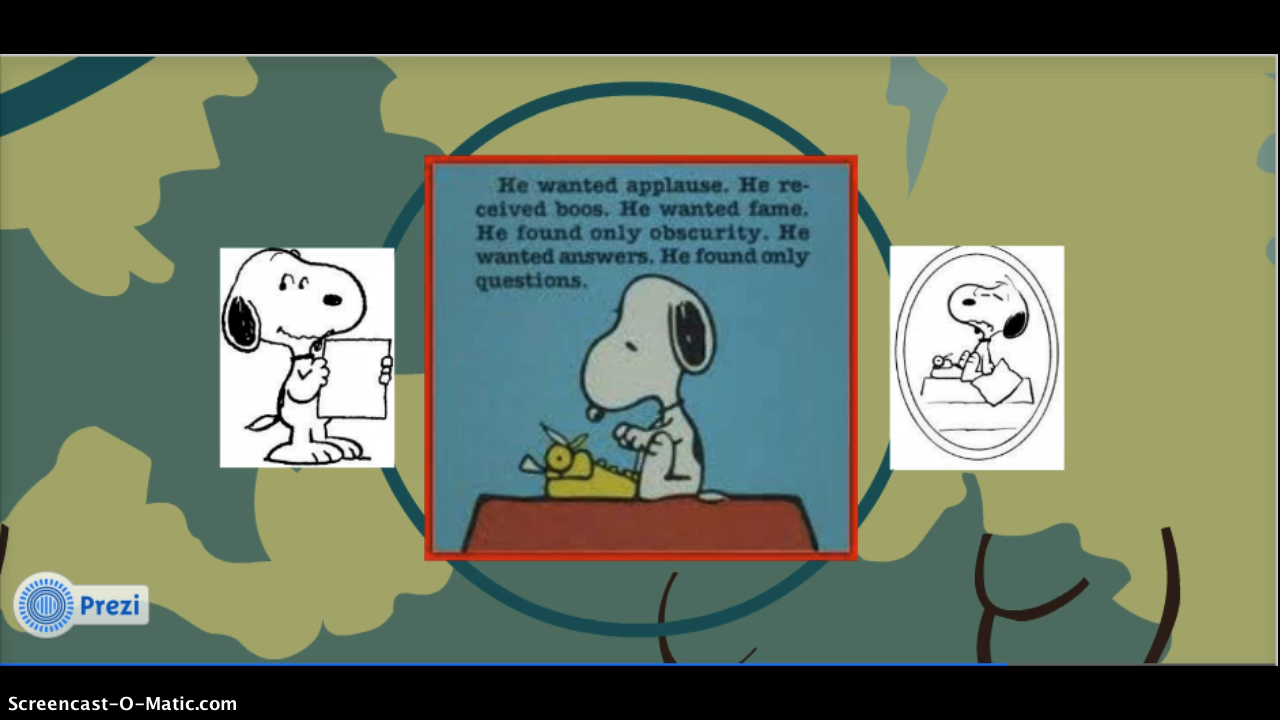 He wanted applause. He re-
ceived boos. He wanted fame.
He found only obscurity. He
wanted answers. He found only
questions.
Prezi
Screencast-O-Matic.com